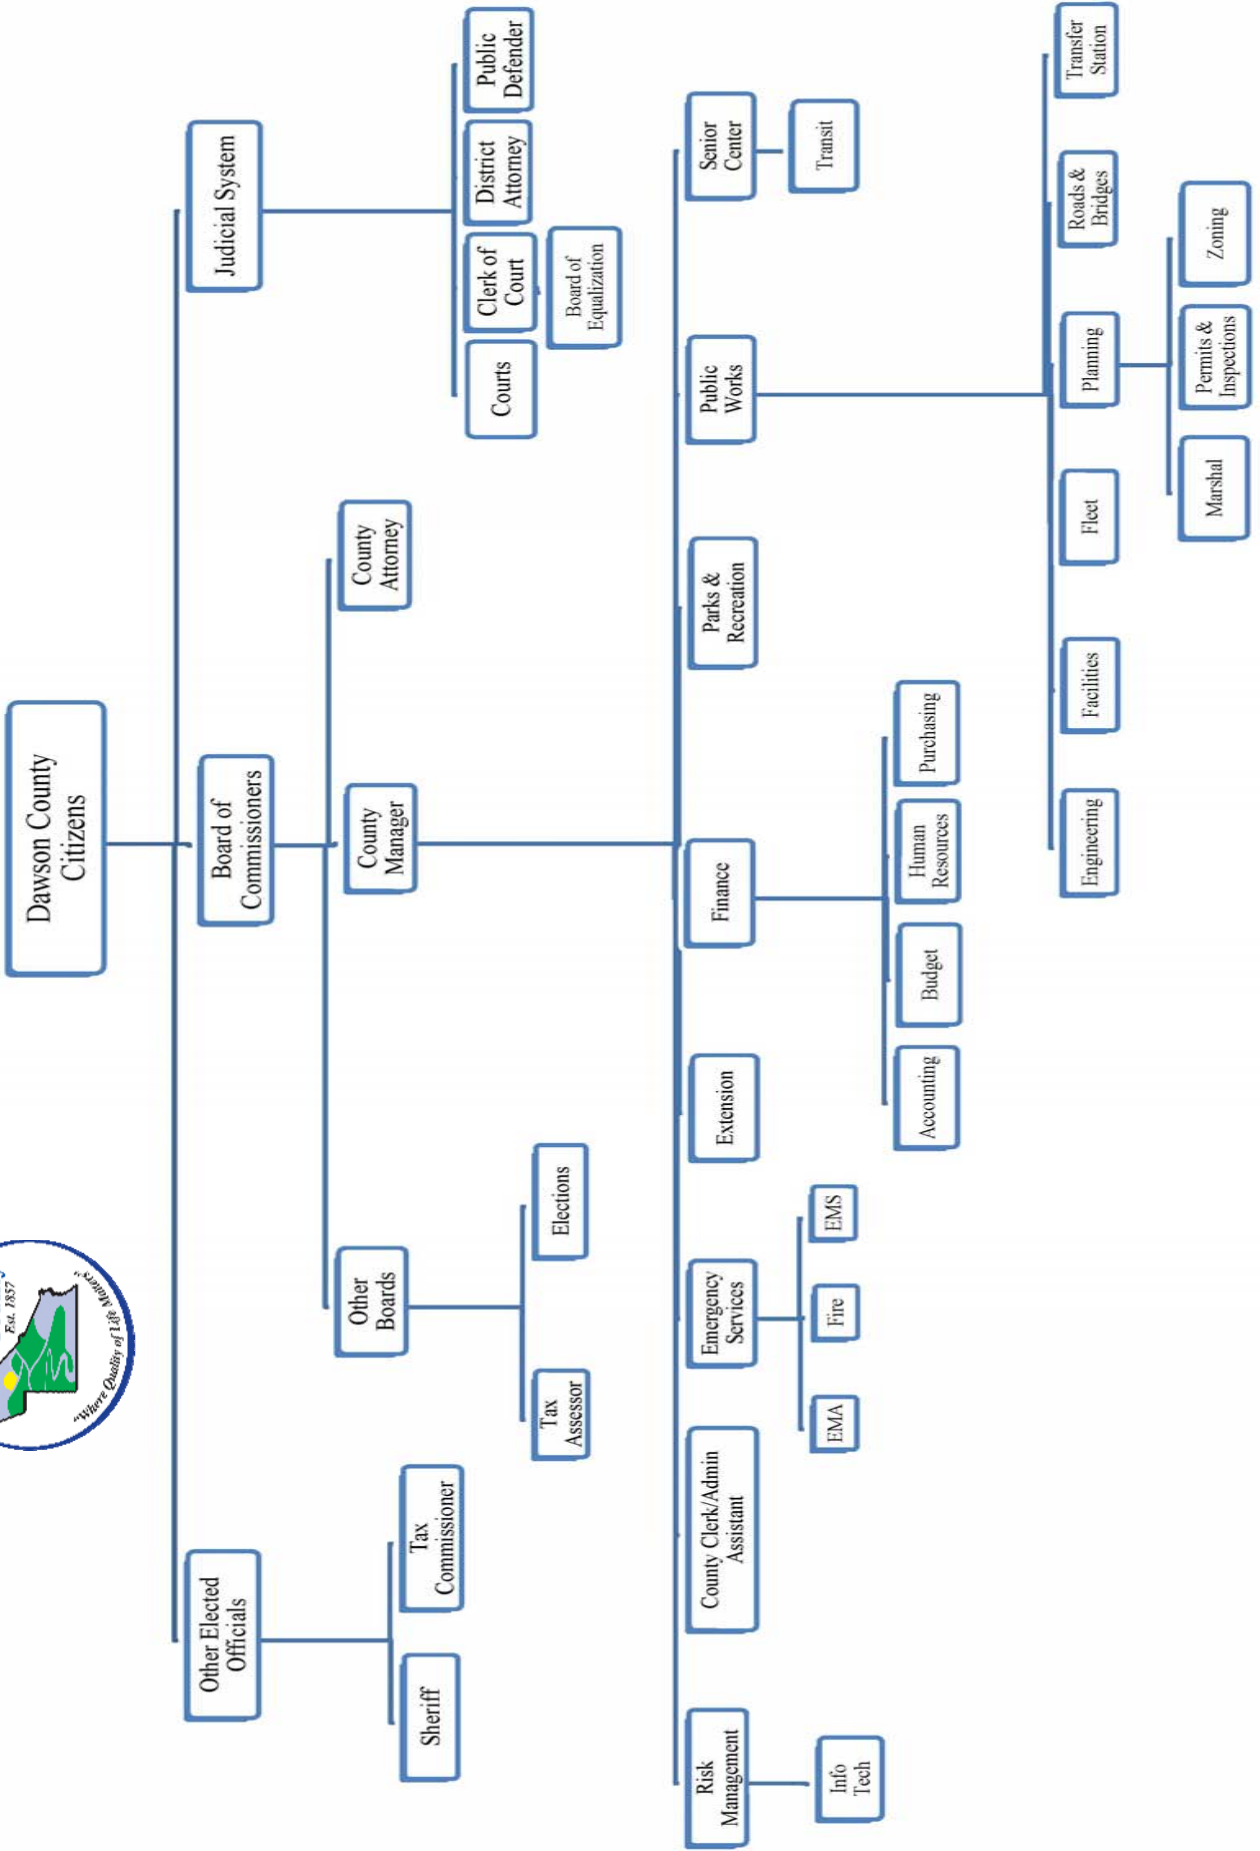 Est. 1857
"Where Quality of Life Matters"
Dawson County
Citizens
Other Elected
Officials
Board of
Commissioners
Judicial System
Sheriff
Tax
Commissioner
Other
Boards
County
Manager
County
Attorney
Courts
Clerk of
Court
District
Attorney
Public
Defender
Tax
Assessor
Elections
Board of
Equalization
Risk
Management
County Clerk/Admin
Assistant
Emergency
Services
Extension
Finance
Parks &
Recreation
Public
Works
Senior
Center
Info
Tech
EMA
Fire
EMS
Transit
Accounting
Budget
Human
Resources
Purchasing
Engineering
Facilities
Fleet
Planning
Roads &
Bridges
Transfer
Station
Marshal
Permits &
Inspections
Zoning